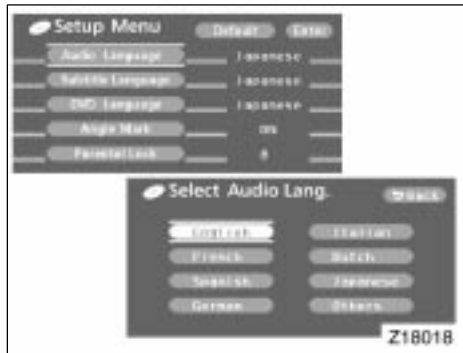 Setup Menu Default Enter
Audio Language Japanese
Subtitle Language Japanese
DVD Language Japanese
Angle Mark ON
Parental Lock 8
Select Audio Lang. Back
English Italian
French Dutch
Spanish Japanese
German Others
Z18018